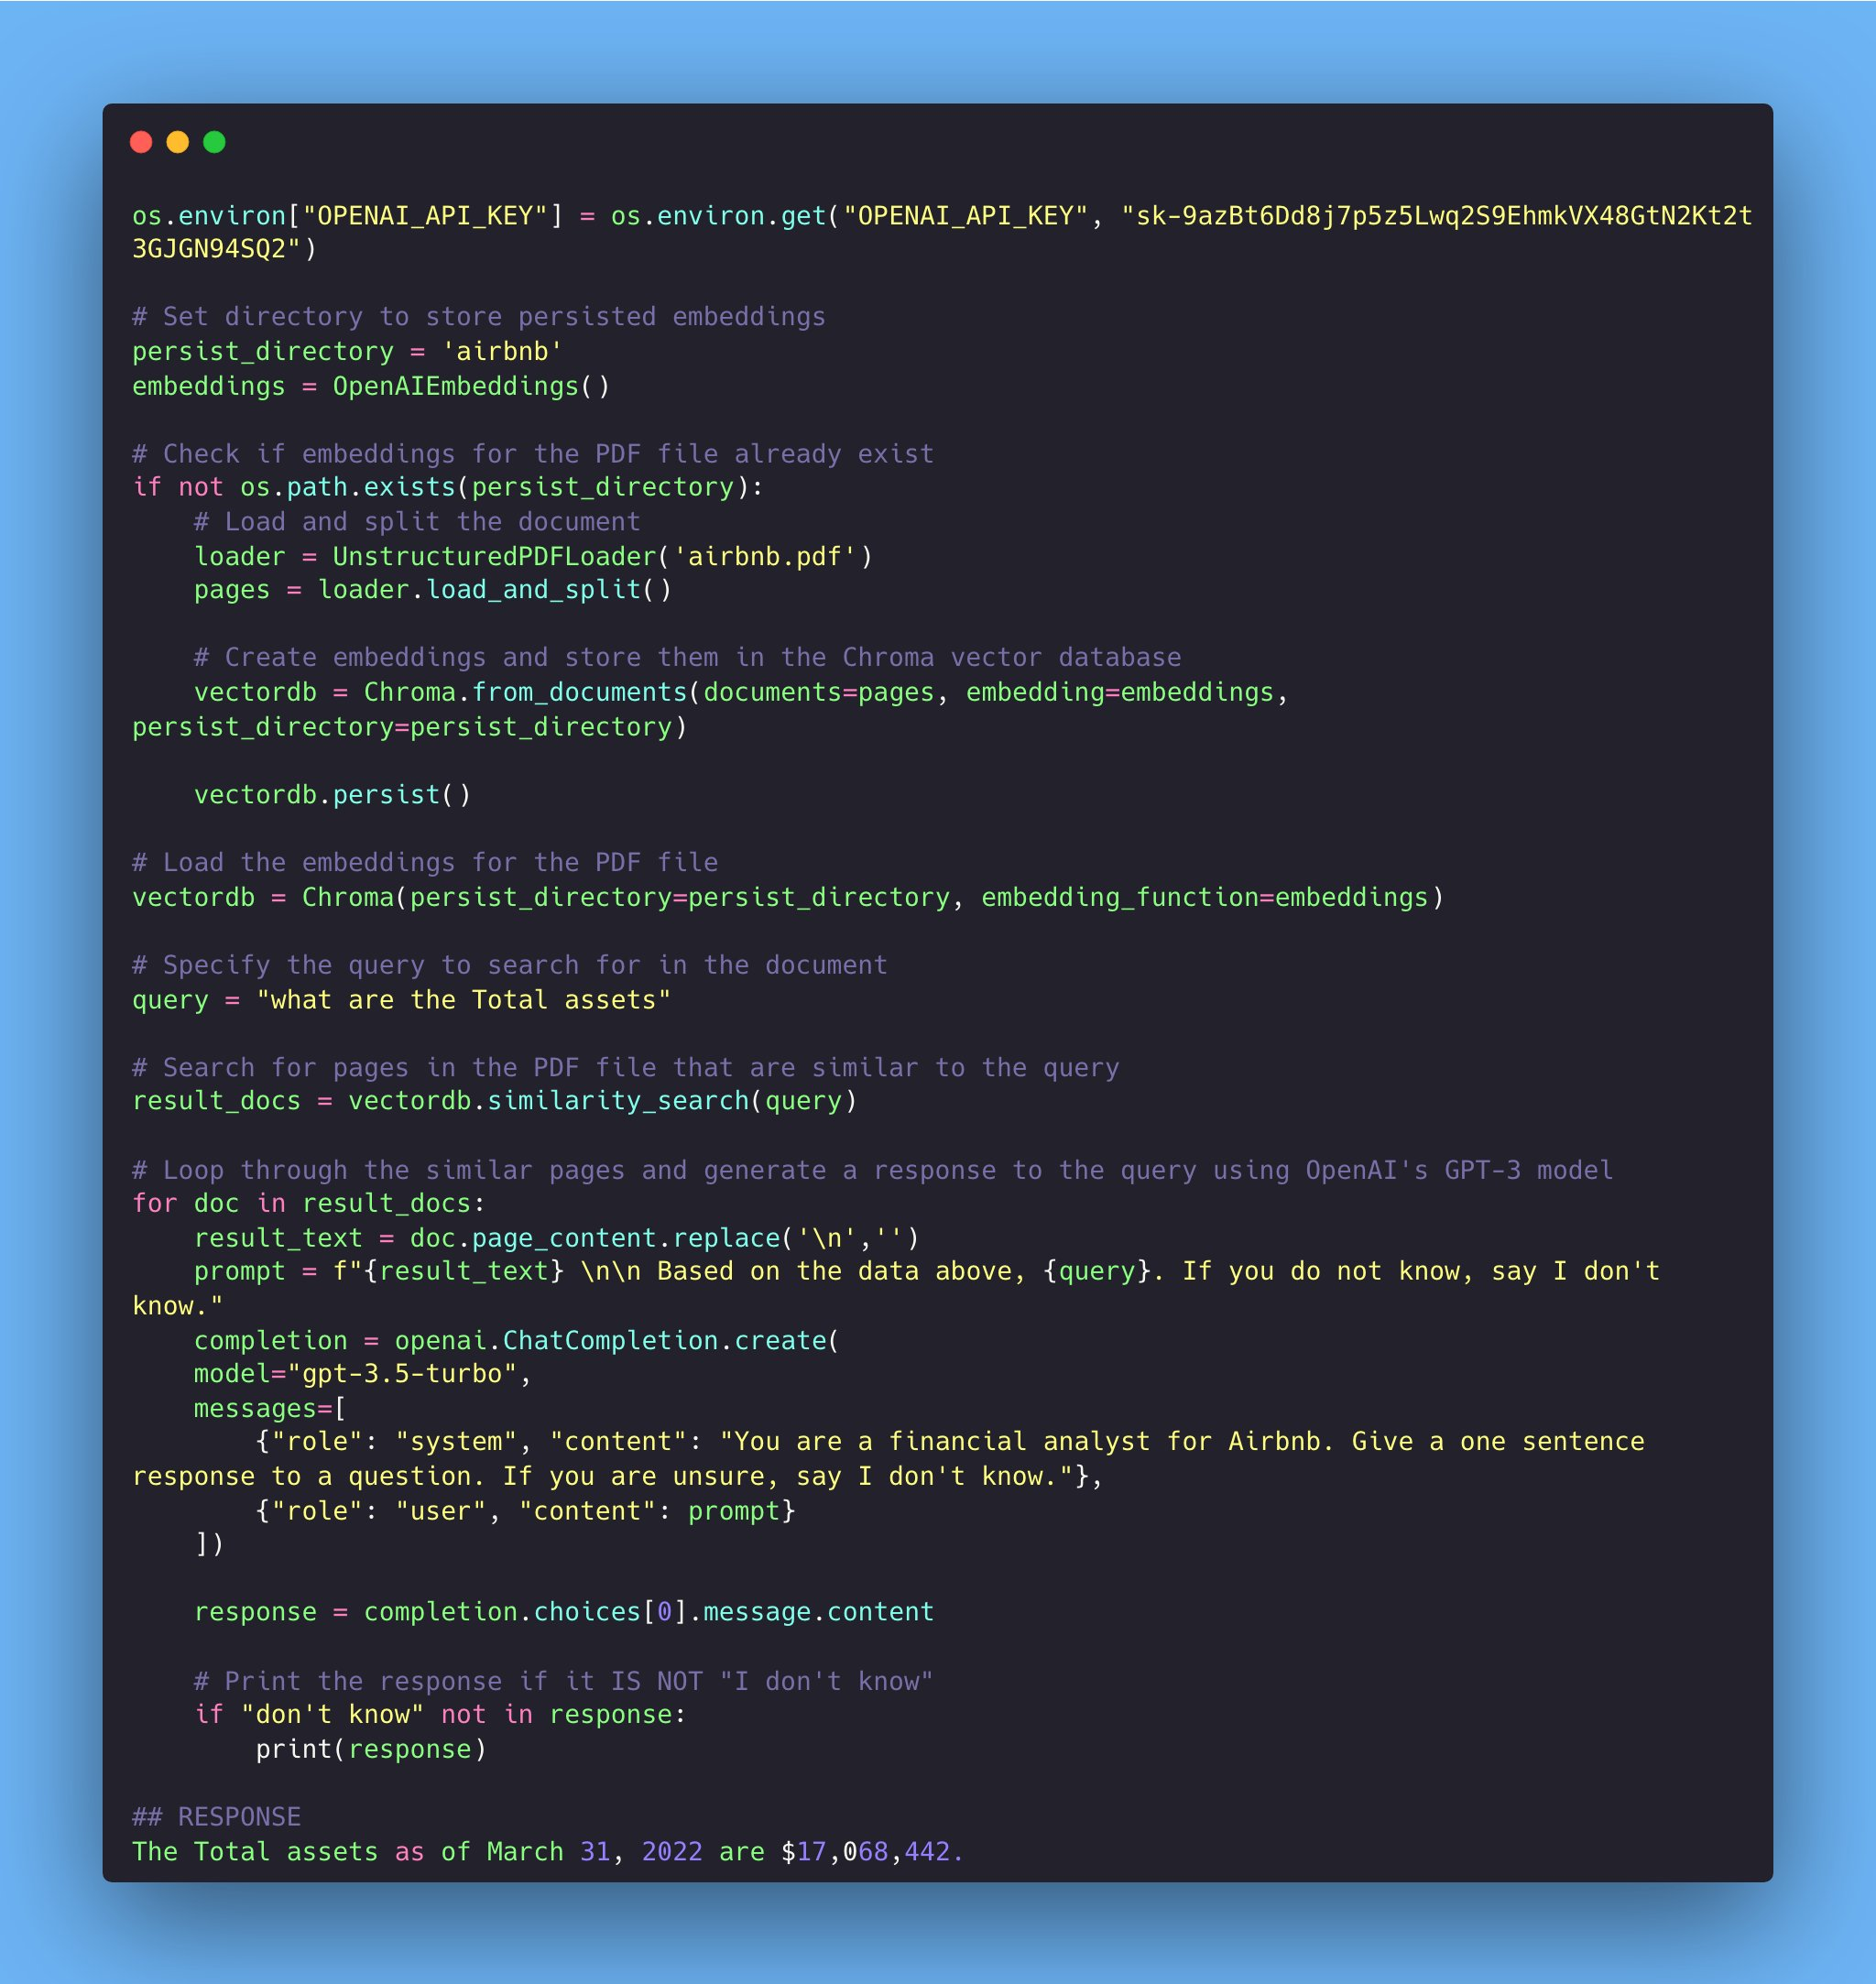 os.environ["OPENAI_API_KEY"] = os.environ.get("OPENAI_API_KEY", "sk-9azBt6Dd8j7p5z5Lwq2S9EhmkVX48GtN2Kt2t
3GJGN94SQ2")
# Set directory to store persisted embeddings
persist_directory = 'airbnb'
embeddings = OpenAIEmbeddings()
# Check if embeddings for the PDF file already exist
if not os.path.exists(persist_directory):
    # Load and split the document
    loader = UnstructuredPDFLoader('airbnb.pdf')
    pages = loader.load_and_split()
    # Create embeddings and store them in the Chroma vector database
    vectordb = Chroma.from_documents(documents=pages, embedding=embeddings,
persist_directory=persist_directory)
    vectordb.persist()
# Load the embeddings for the PDF file
vectordb = Chroma(persist_directory=persist_directory, embedding_function=embeddings)
# Specify the query to search for in the document
query = "what are the Total assets"
# Search for pages in the PDF file that are similar to the query
result_docs = vectordb.similarity_search(query)
# Loop through the similar pages and generate a response to the query using OpenAI's GPT-3 model
for doc in result_docs:
    result_text = doc.page_content.replace('\n','')
    prompt = f"{result_text} \n\n Based on the data above, {query}. If you do not know, say I don't
know."
    completion = openai.ChatCompletion.create(
    model="gpt-3.5-turbo",
    messages=[
        {"role": "system", "content": "You are a financial analyst for Airbnb. Give a one sentence
response to a question. If you are unsure, say I don't know."},
        {"role": "user", "content": prompt}
    ])
    response = completion.choices[0].message.content
    # Print the response if it IS NOT "I don't know"
    if "don't know" not in response:
        print(response)
## RESPONSE
The Total assets as of March 31, 2022 are $17,068,442.